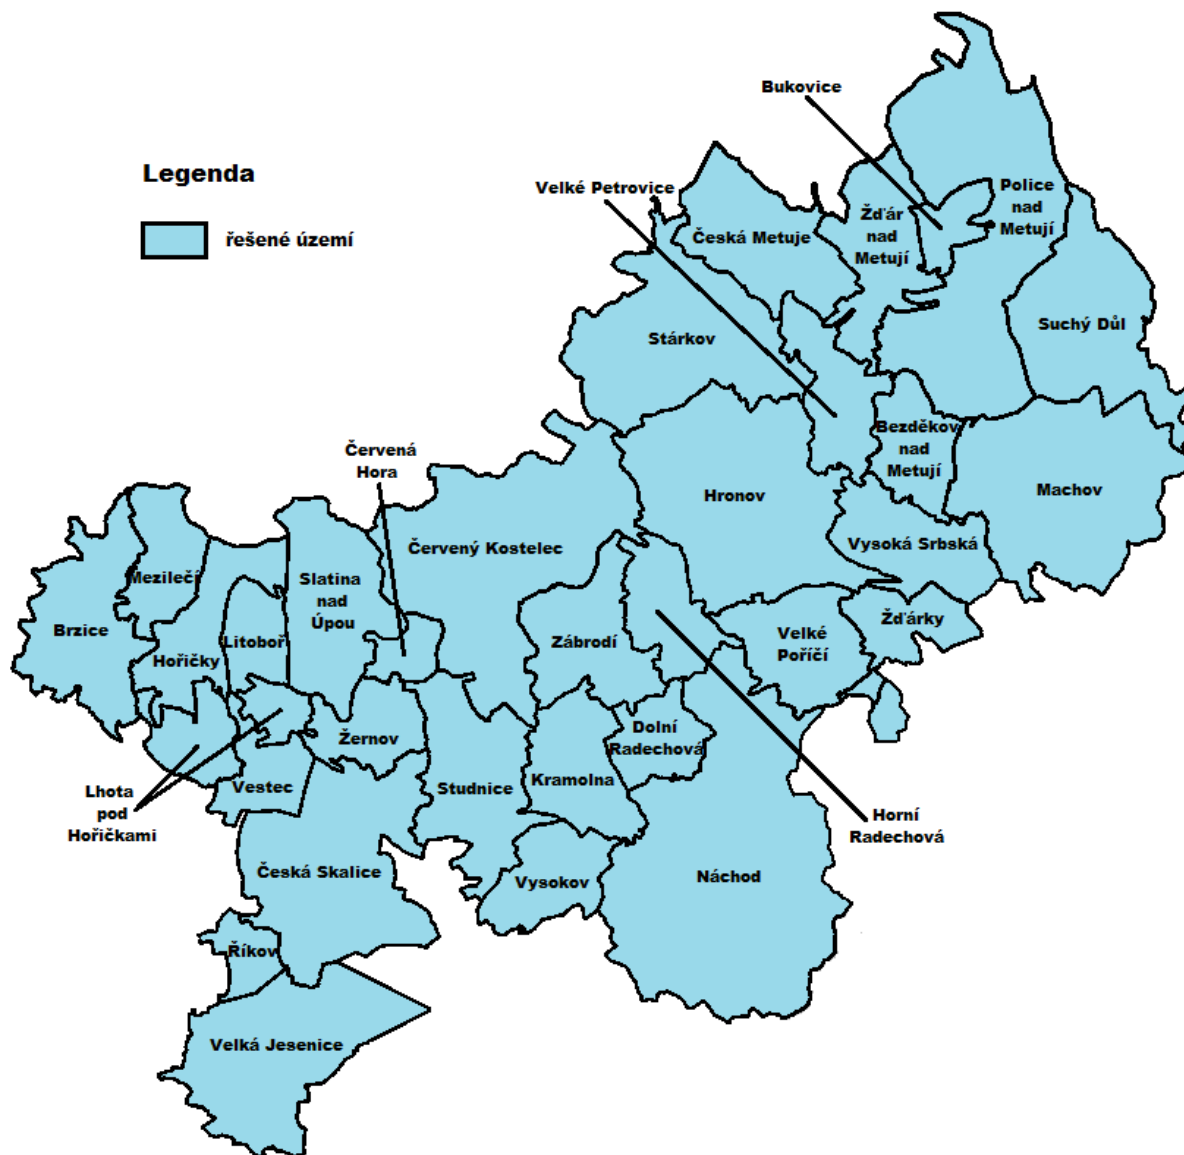 Legenda
řešené území
Bukovice
Velké Petrovice
Česká Metuje
Žďár
nad
Metují
Police
nad
Metují
Stárkov
Suchý Důl
Bezděkov
nad
Metují
Červená
Hora
Hronov
Machov
Vysoká Srbská
Červený Kostelec
Mezilečí
Slatina
nad
Úpou
Brzice
Hořičky
Litoboř
Zábrodí
Velké
Poříčí
Žďárky
Žernov
Dolní
Radechová
Lhota
pod
Hořičkami
Vestec
Studnice
Kramolna
Horní
Radechová
Česká Skalice
Vysokov
Náchod
Říkov
Velká Jesenice